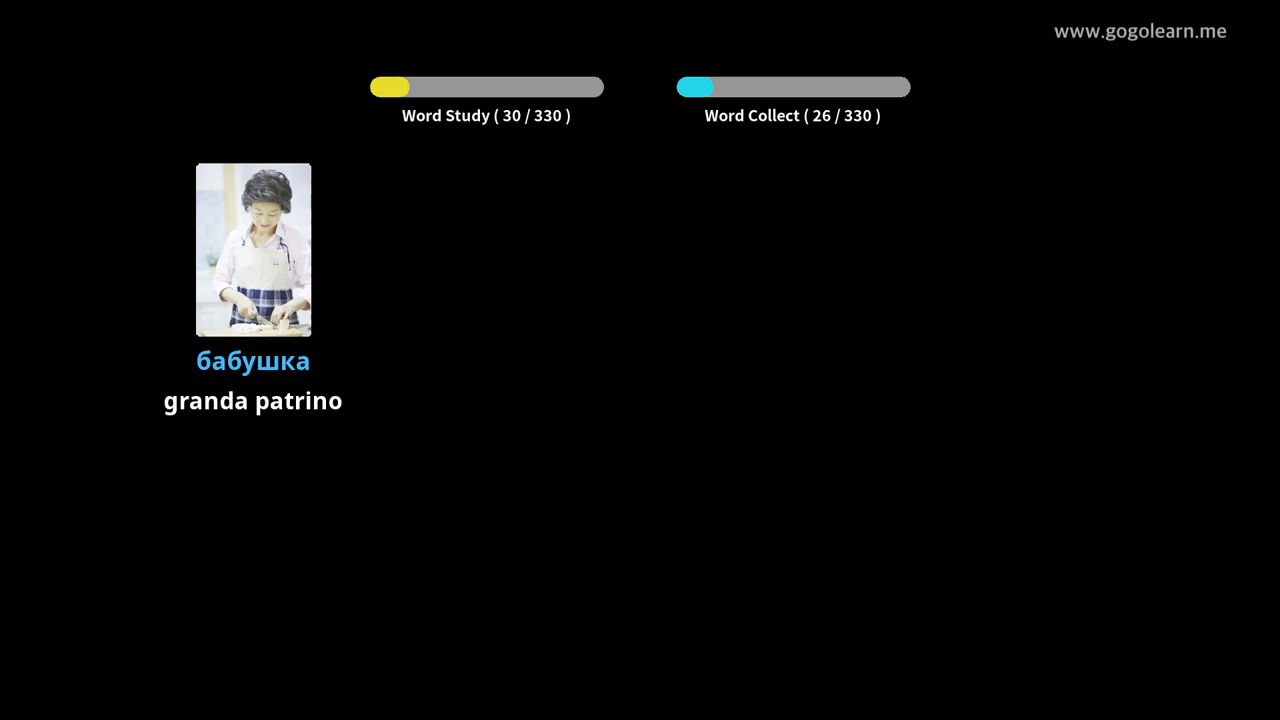 www.gogolearn.me
Word Study ( 30 / 330 )
Word Collect ( 26 / 330 )
бабушка
granda patrino